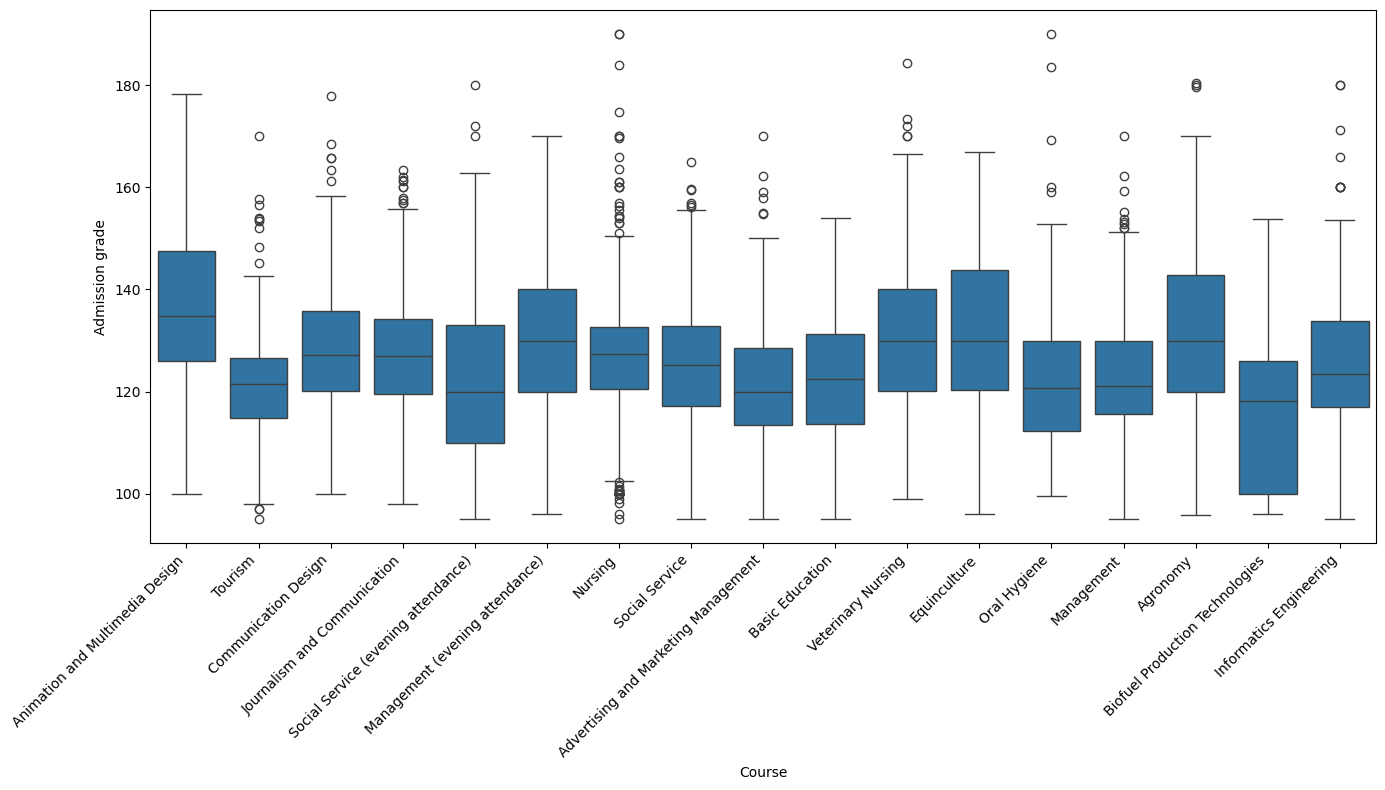 Admission grade
180
160
140
120
100
Animation and Multimedia Design
Tourism
Communication Design
Journalism and Communication
Social Service (evening attendance)
Management (evening attendance)
Nursing
Social Service
Advertising and Marketing Management
Basic Education
Veterinary Nursing
Equinculture
Oral Hygiene
Management
Agronomy
Biofuel Production Technologies
Informatics Engineering
Course